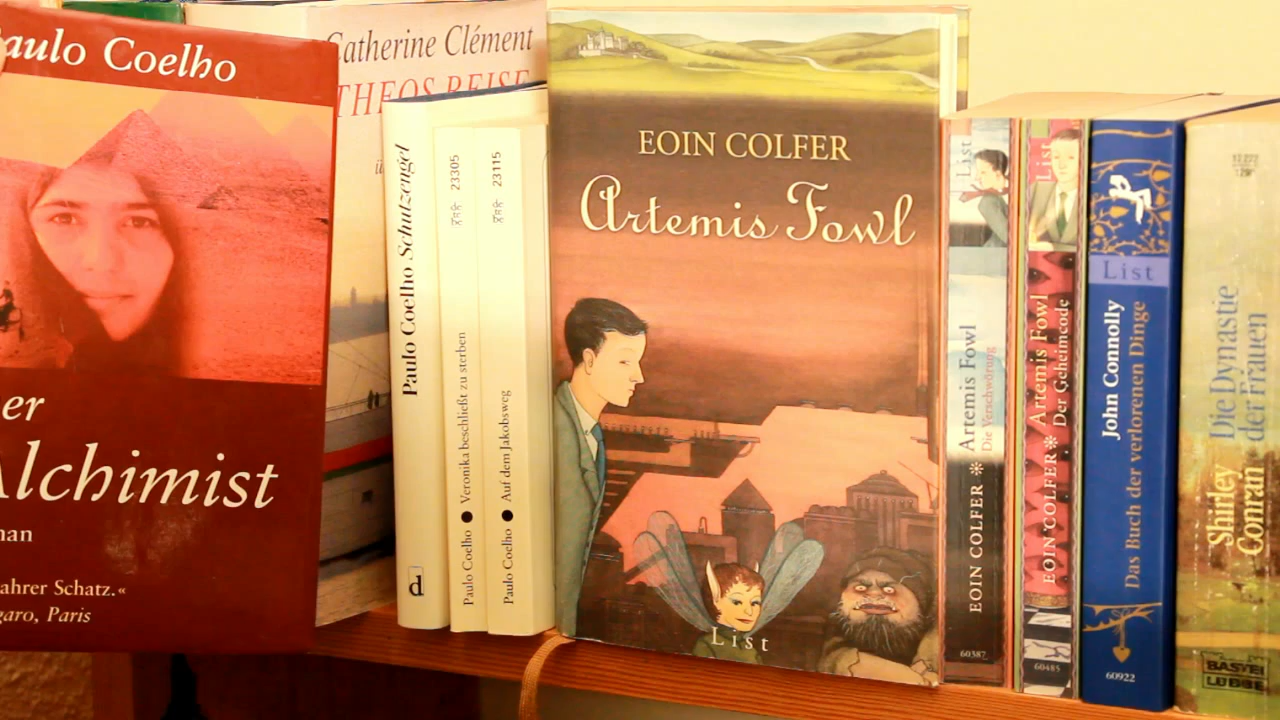 aulo Coelho
er
Alchimist
man
ahrer Schatz.«
garo, Paris
Catherine Clément
THEOS REISE
Paulo Coelho Schutzengel
d
23305
Paulo Coelho ● Veronika beschließt zu sterben
23115
Paulo Coelho ● Auf dem Jakobsweg
EOIN COLFER
Artemis Fowl
List
List
EOIN COLFER * Artemis Fowl
Die Verschwörung
60387
List
EOIN COLFER * Artemis Fowl
Der Geheimcode
60485
List
John Connolly
Das Buch der verlorenen Dinge
60922
Shirley
Conran
Die Dynastie
der Frauen
BASTEI
LÜBBE